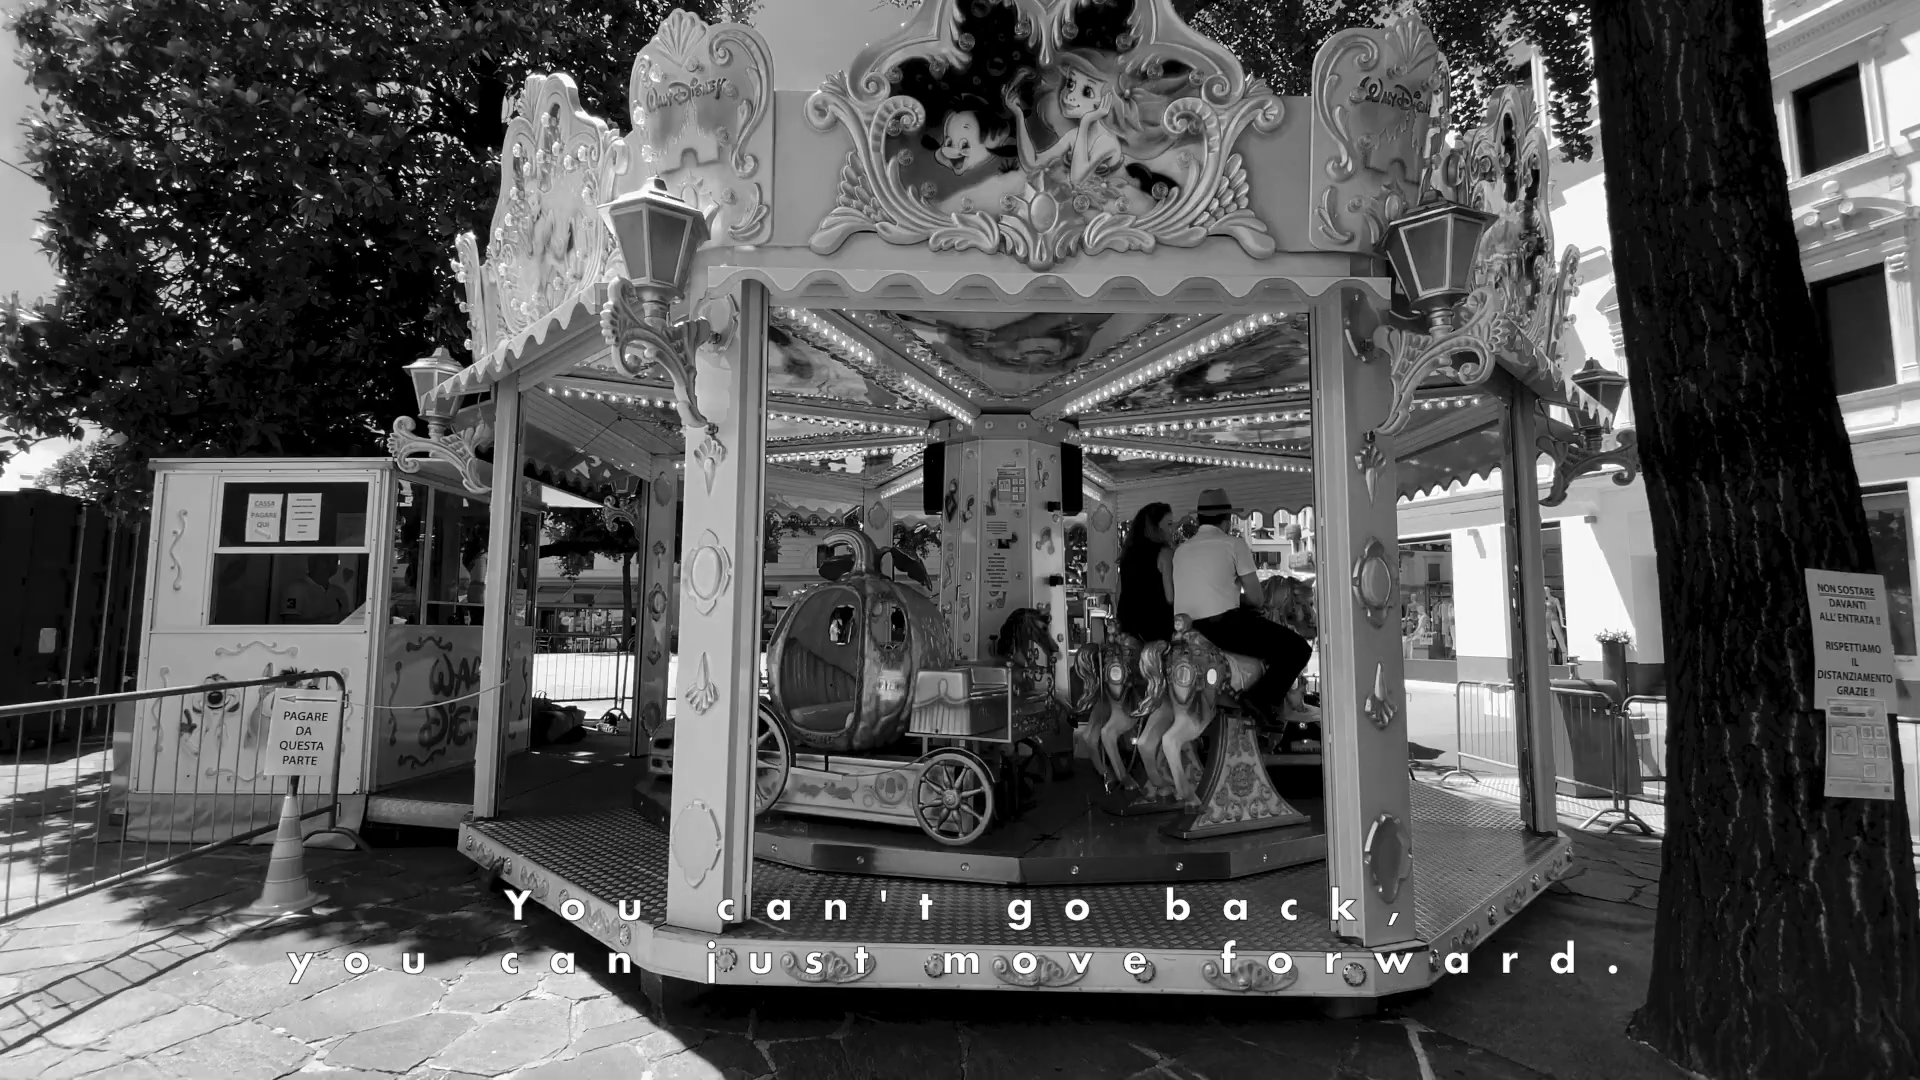 WALT DISNEY
WALT DISNEY
CASSA
PAGARE
QUI
PAGARE
DA
QUESTA
PARTE
NON SOSTARE
DAVANTI
ALL'ENTRATA !!
RISPETTIAMO
IL
DISTANZIAMENTO
GRAZIE !!
You can't go back,
you can just move forward.